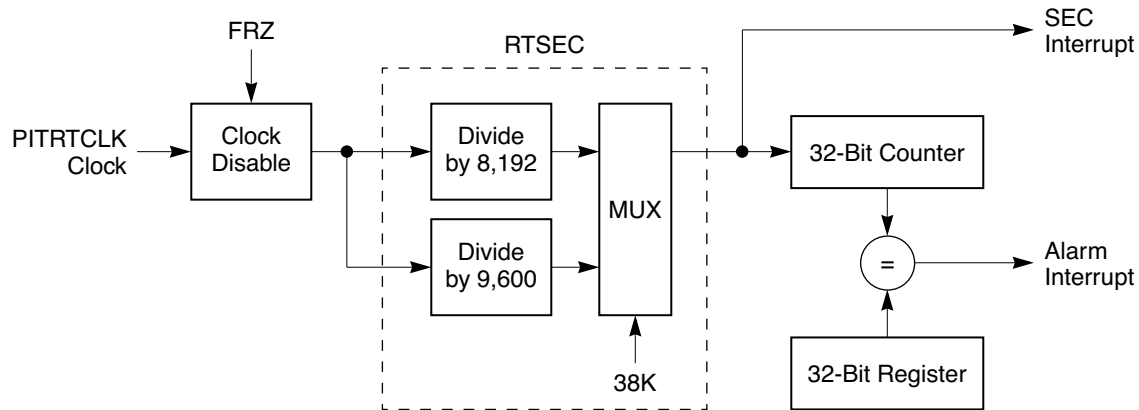 FRZ
RTSEC
SEC
Interrupt
PITRTCLK
Clock
Clock
Disable
Divide
by 8,192
MUX
32-Bit Counter
Divide
by 9,600
=
Alarm
Interrupt
38K
32-Bit Register